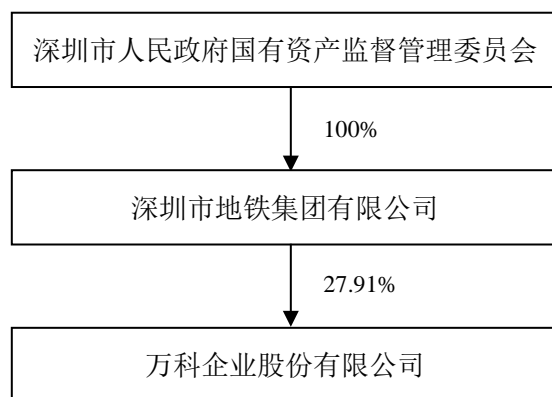 深圳市人民政府国有资产监督管理委员会
100%
深圳市地铁集团有限公司
27.91%
万科企业股份有限公司